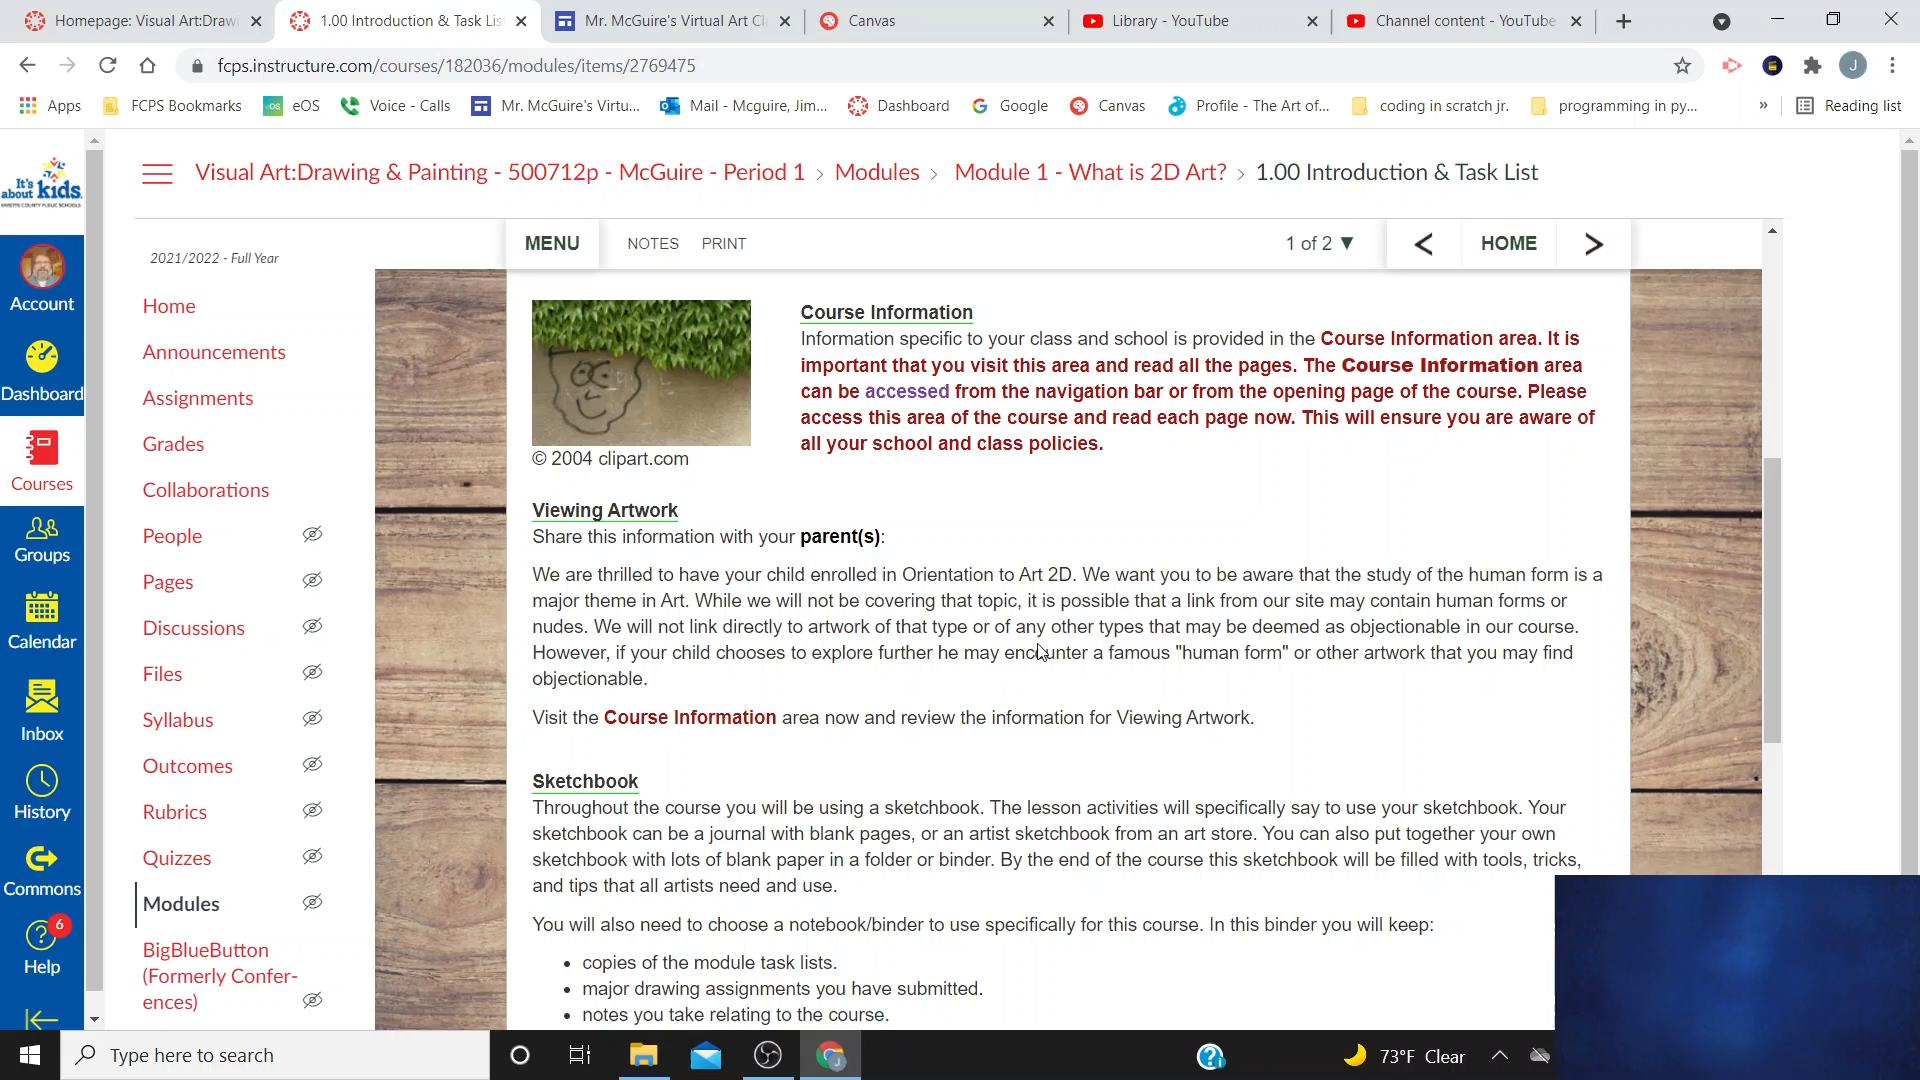 Homepage: Visual Art:Draw
1.00 Introduction & Task Lis
Mr. McGuire's Virtual Art Cl
Canvas
Library - YouTube
Channel content - YouTube
fcps.instructure.com/courses/182036/modules/items/2769475
J
Apps
FCPS Bookmarks
eOS
Voice - Calls
Mr. McGuire's Virtu...
Mail - Mcguire, Jim...
Dashboard
Google
Canvas
Profile - The Art of...
coding in scratch jr.
programming in py...
»
Reading list
It's
about kids.
FAYETTE COUNTY PUBLIC SCHOOLS
Visual Art:Drawing & Painting - 500712p - McGuire - Period 1 › Modules › Module 1 - What is 2D Art? › 1.00 Introduction & Task List
Account
Dashboard
Courses
Groups
Calendar
Inbox
History
Commons
6
Help
2021/2022 - Full Year
Home
Announcements
Assignments
Grades
Collaborations
People
Pages
Discussions
Files
Syllabus
Outcomes
Rubrics
Quizzes
Modules
BigBlueButton
(Formerly Confer-
ences)
MENU
NOTES
PRINT
1 of 2 ▼
HOME
© 2004 clipart.com
Course Information
Information specific to your class and school is provided in the Course Information area. It is
important that you visit this area and read all the pages. The Course Information area
can be accessed from the navigation bar or from the opening page of the course. Please
access this area of the course and read each page now. This will ensure you are aware of
all your school and class policies.
Viewing Artwork
Share this information with your parent(s):
We are thrilled to have your child enrolled in Orientation to Art 2D. We want you to be aware that the study of the human form is a
major theme in Art. While we will not be covering that topic, it is possible that a link from our site may contain human forms or
nudes. We will not link directly to artwork of that type or of any other types that may be deemed as objectionable in our course.
However, if your child chooses to explore further he may encounter a famous "human form" or other artwork that you may find
objectionable.
Visit the Course Information area now and review the information for Viewing Artwork.
Sketchbook
Throughout the course you will be using a sketchbook. The lesson activities will specifically say to use your sketchbook. Your
sketchbook can be a journal with blank pages, or an artist sketchbook from an art store. You can also put together your own
sketchbook with lots of blank paper in a folder or binder. By the end of the course this sketchbook will be filled with tools, tricks,
and tips that all artists need and use.
You will also need to choose a notebook/binder to use specifically for this course. In this binder you will keep:
• copies of the module task lists.
• major drawing assignments you have submitted.
• notes you take relating to the course.
Type here to search
73°F Clear